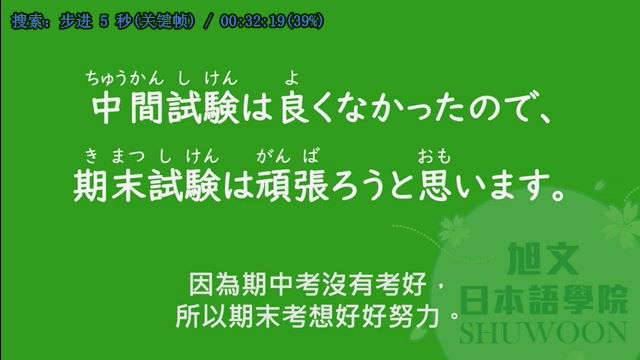 搜索: 步进 5 秒(关键帧) / 00:32:19(39%)
ちゅうかん し けん よ
中間試験は良くなかったので、
き まつ し けん がん ば おも
期末試験は頑張ろうと思います。
因為期中考沒有考好，
所以期末考想好好努力。
旭文
日本語學院
SHUWOON